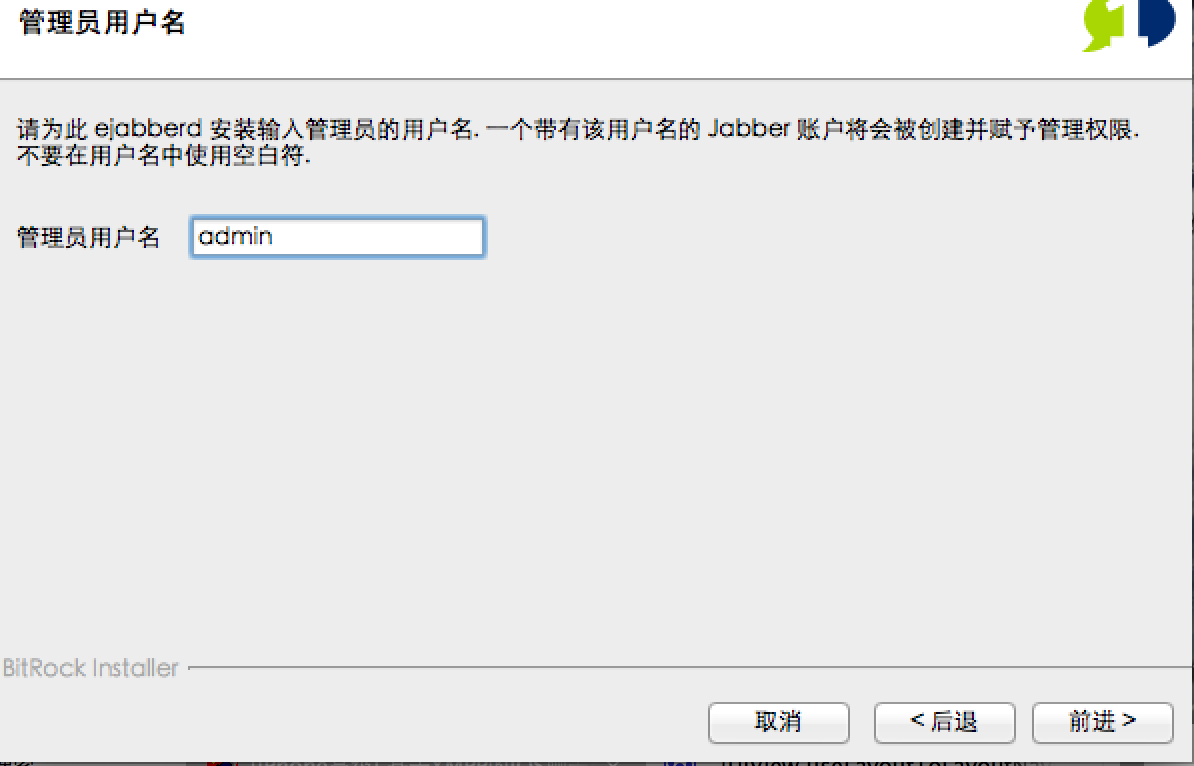 管理员用户名
请为此 ejabberd 安装输入管理员的用户名. 一个带有该用户名的 Jabber 账户将会被创建并赋予管理权限.
不要在用户名中使用空白符.
管理员用户名 admin
BitRock Installer
取消 < 后退 前进 >